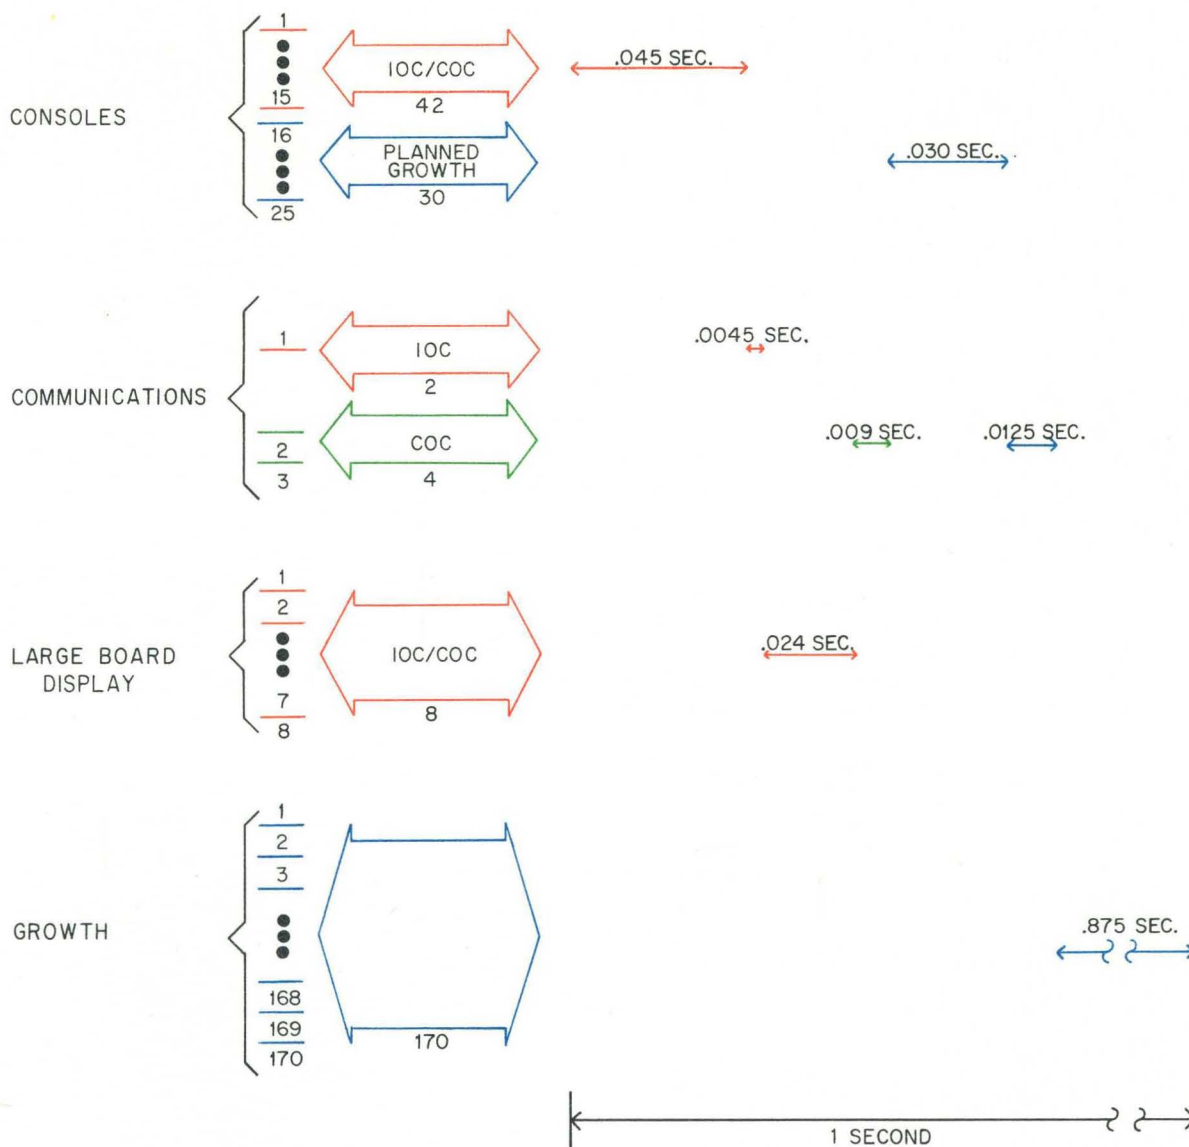 CONSOLES
1
15
16
25
IOC/COC
42
PLANNED
GROWTH
30
.045 SEC.
.030 SEC.
COMMUNICATIONS
1
2
3
IOC
2
COC
4
.0045 SEC.
.009 SEC.
.0125 SEC.
LARGE BOARD
DISPLAY
1
2
7
8
IOC/COC
8
.024 SEC.
GROWTH
1
2
3
168
169
170
170
.875 SEC.
1 SECOND